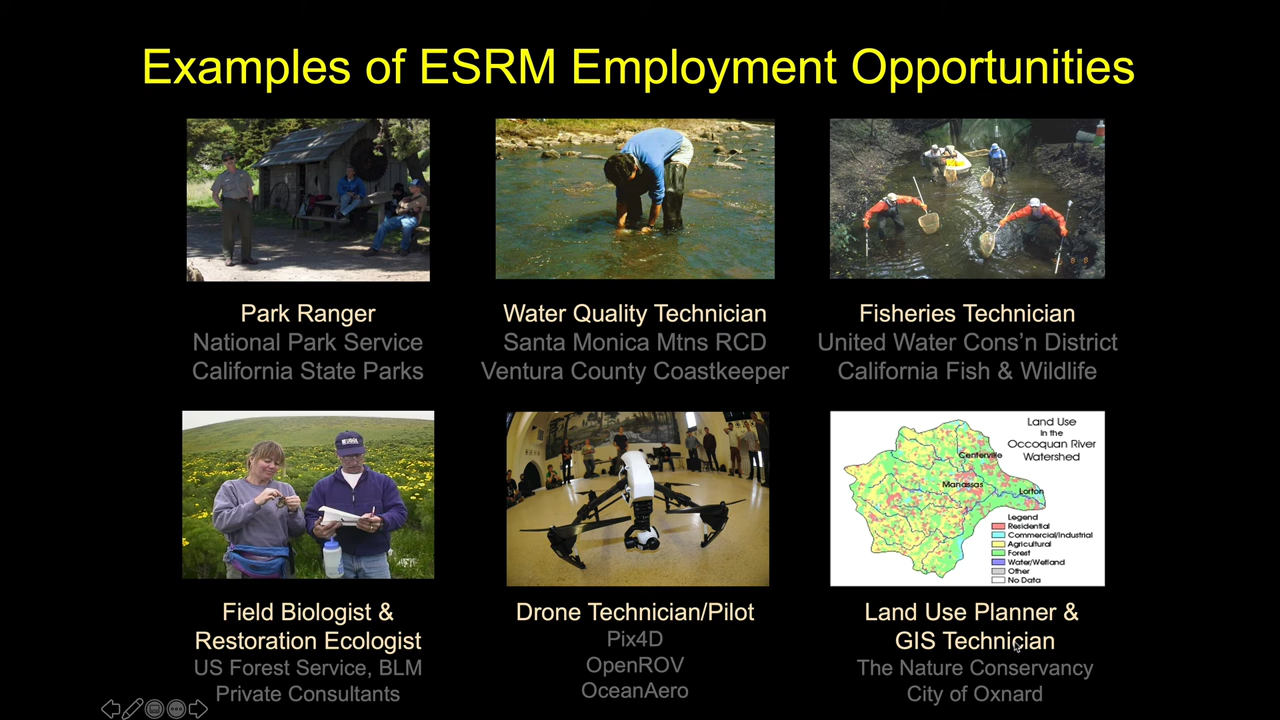 Examples of ESRM Employment Opportunities
Park Ranger
National Park Service
California State Parks
Water Quality Technician
Santa Monica Mtns RCD
Ventura County Coastkeeper
Fisheries Technician
United Water Cons’n District
California Fish & Wildlife
USGS
Field Biologist &
Restoration Ecologist
US Forest Service, BLM
Private Consultants
Drone Technician/Pilot
Pix4D
OpenROV
OceanAero
Land Use
In the
Occoquan River
Watershed
Centerville
Manassas
Lorton
Legend
Residential
Commercial/Industrial
Agricultural
Forest
Water/Wetland
Other
No Data
Land Use Planner &
GIS Technician
The Nature Conservancy
City of Oxnard